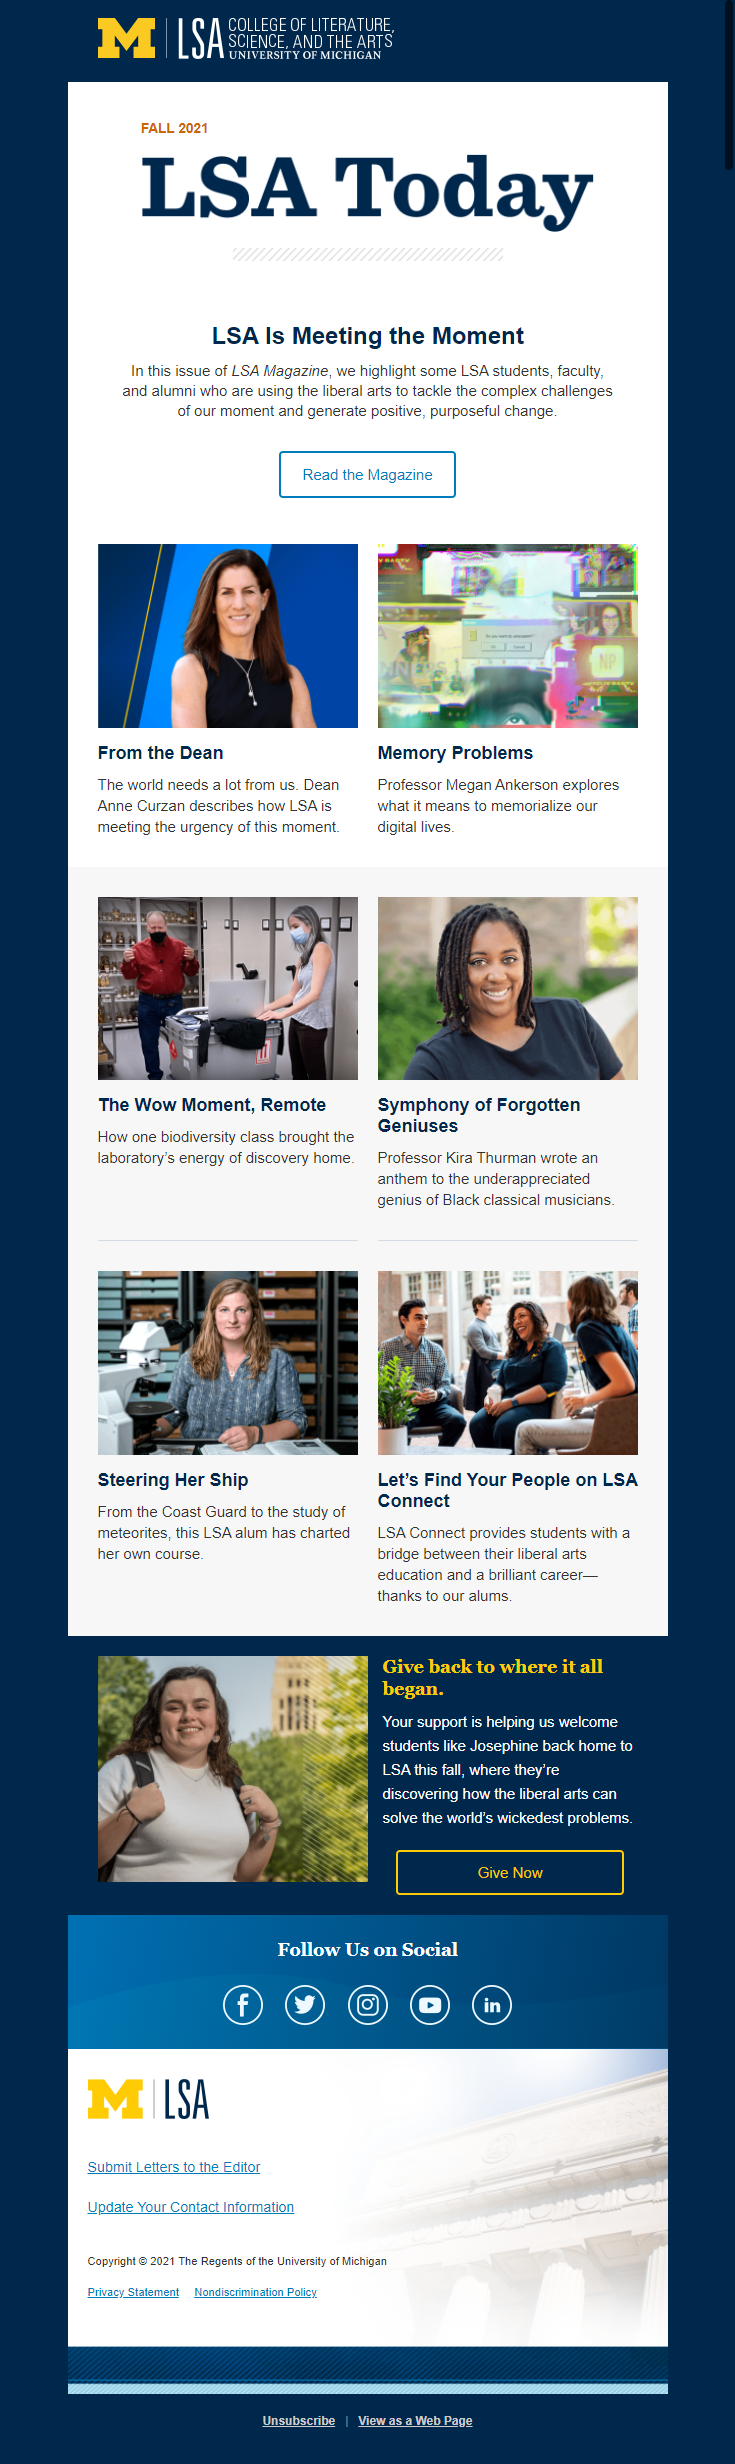 M LSA COLLEGE OF LITERATURE,
SCIENCE, AND THE ARTS
UNIVERSITY OF MICHIGAN
FALL 2021
LSA Today
LSA Is Meeting the Moment
In this issue of LSA Magazine, we highlight some LSA students, faculty,
and alumni who are using the liberal arts to tackle the complex challenges
of our moment and generate positive, purposeful change.
Read the Magazine
NP
From the Dean
The world needs a lot from us. Dean
Anne Curzan describes how LSA is
meeting the urgency of this moment.
Memory Problems
Professor Megan Ankerson explores
what it means to memorialize our
digital lives.
The Wow Moment, Remote
How one biodiversity class brought the
laboratory’s energy of discovery home.
Symphony of Forgotten
Geniuses
Professor Kira Thurman wrote an
anthem to the underappreciated
genius of Black classical musicians.
Steering Her Ship
From the Coast Guard to the study of
meteorites, this LSA alum has charted
her own course.
Let’s Find Your People on LSA
Connect
LSA Connect provides students with a
bridge between their liberal arts
education and a brilliant career—
thanks to our alums.
Give back to where it all
began.
Your support is helping us welcome
students like Josephine back home to
LSA this fall, where they’re
discovering how the liberal arts can
solve the world’s wickedest problems.
Give Now
Follow Us on Social
M LSA
Submit Letters to the Editor
Update Your Contact Information
Copyright © 2021 The Regents of the University of Michigan
Privacy Statement Nondiscrimination Policy
Unsubscribe | View as a Web Page